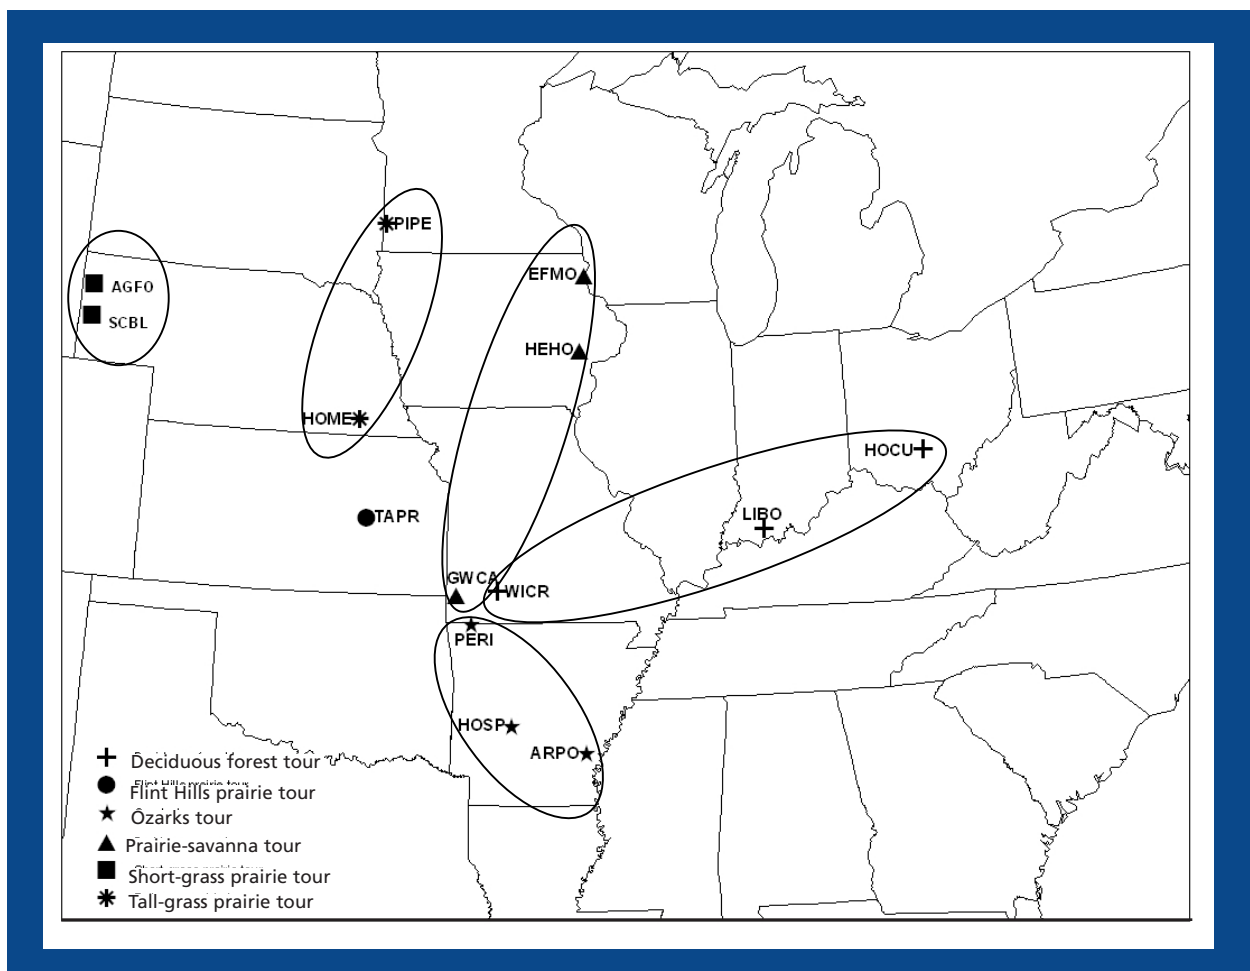 PIPE
EFMO
AGFO
SCBL
HEHO
HOME
HOCU
LIBO
TAPR
GWCA
WICR
PERI
HOSP
ARPO
Deciduous forest tour
Flint Hills prairie tour
Ozarks tour
Prairie-savanna tour
Short-grass prairie tour
Tall-grass prairie tour